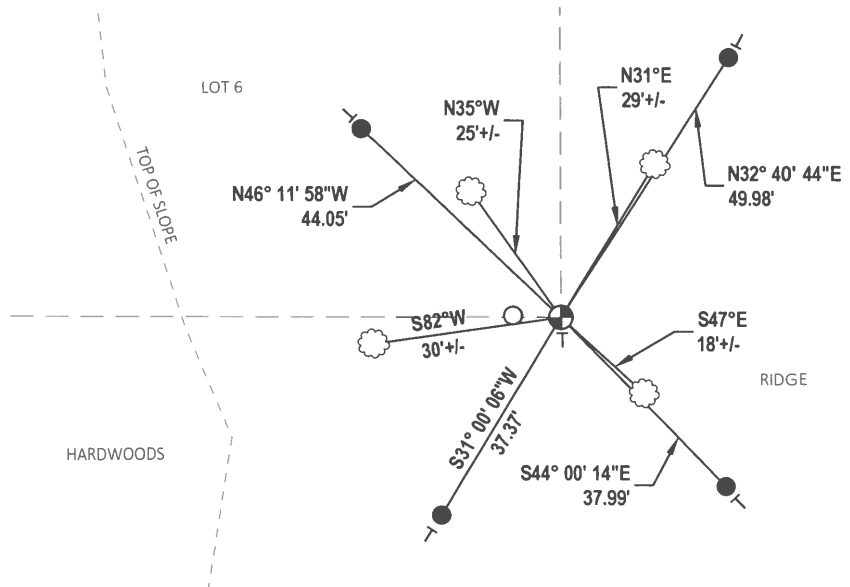 LOT 6
N35°W
25'+/-
N31°E
29'+/-
TOP OF SLOPE
N46° 11' 58"W
44.05'
N32° 40' 44"E
49.98'
S82°W
30'+/-
T
S47°E
18'+/-
RIDGE
S31° 00' 06"W
37.37'
HARDWOODS
S44° 00' 14"E
37.99'
T
T
T
T